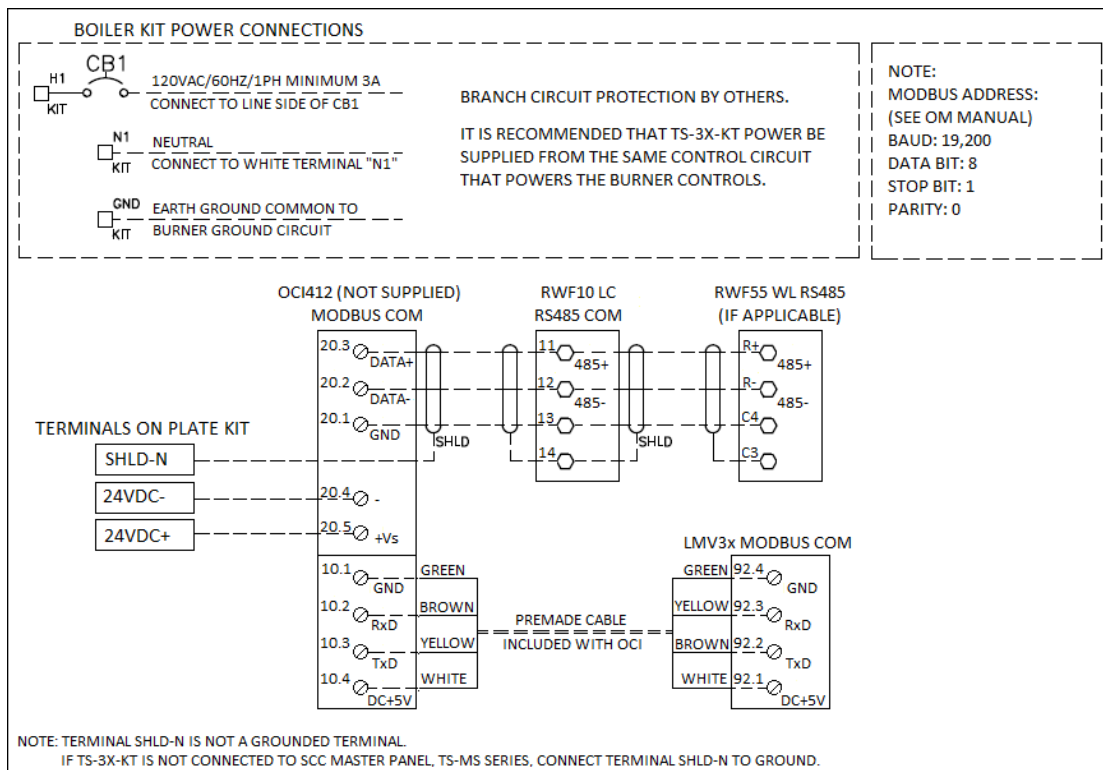 BOILER KIT POWER CONNECTIONS
H1
CB1
KIT
120VAC/60HZ/1PH MINIMUM 3A
CONNECT TO LINE SIDE OF CB1
N1
KIT
NEUTRAL
CONNECT TO WHITE TERMINAL "N1"
GND
KIT
EARTH GROUND COMMON TO
BURNER GROUND CIRCUIT
BRANCH CIRCUIT PROTECTION BY OTHERS.
IT IS RECOMMENDED THAT TS-3X-KT POWER BE
SUPPLIED FROM THE SAME CONTROL CIRCUIT
THAT POWERS THE BURNER CONTROLS.
NOTE:
MODBUS ADDRESS:
(SEE OM MANUAL)
BAUD: 19,200
DATA BIT: 8
STOP BIT: 1
PARITY: 0
OCI412 (NOT SUPPLIED)
MODBUS COM
20.3
DATA+
20.2
DATA-
20.1
GND
SHLD
20.4
-
20.5
+Vs
10.1
GND
GREEN
10.2
RxD
BROWN
10.3
TxD
YELLOW
10.4
DC+5V
WHITE
RWF10 LC
RS485 COM
11
485+
12
485-
13
14
SHLD
RWF55 WL RS485
(IF APPLICABLE)
R+
485+
R-
485-
C4
C3
TERMINALS ON PLATE KIT
SHLD-N
24VDC-
24VDC+
PREMADE CABLE
INCLUDED WITH OCI
LMV3x MODBUS COM
GREEN
92.4
GND
YELLOW
92.3
RxD
BROWN
92.2
TxD
WHITE
92.1
DC+5V
NOTE: TERMINAL SHLD-N IS NOT A GROUNDED TERMINAL.
IF TS-3X-KT IS NOT CONNECTED TO SCC MASTER PANEL, TS-MS SERIES, CONNECT TERMINAL SHLD-N TO GROUND.